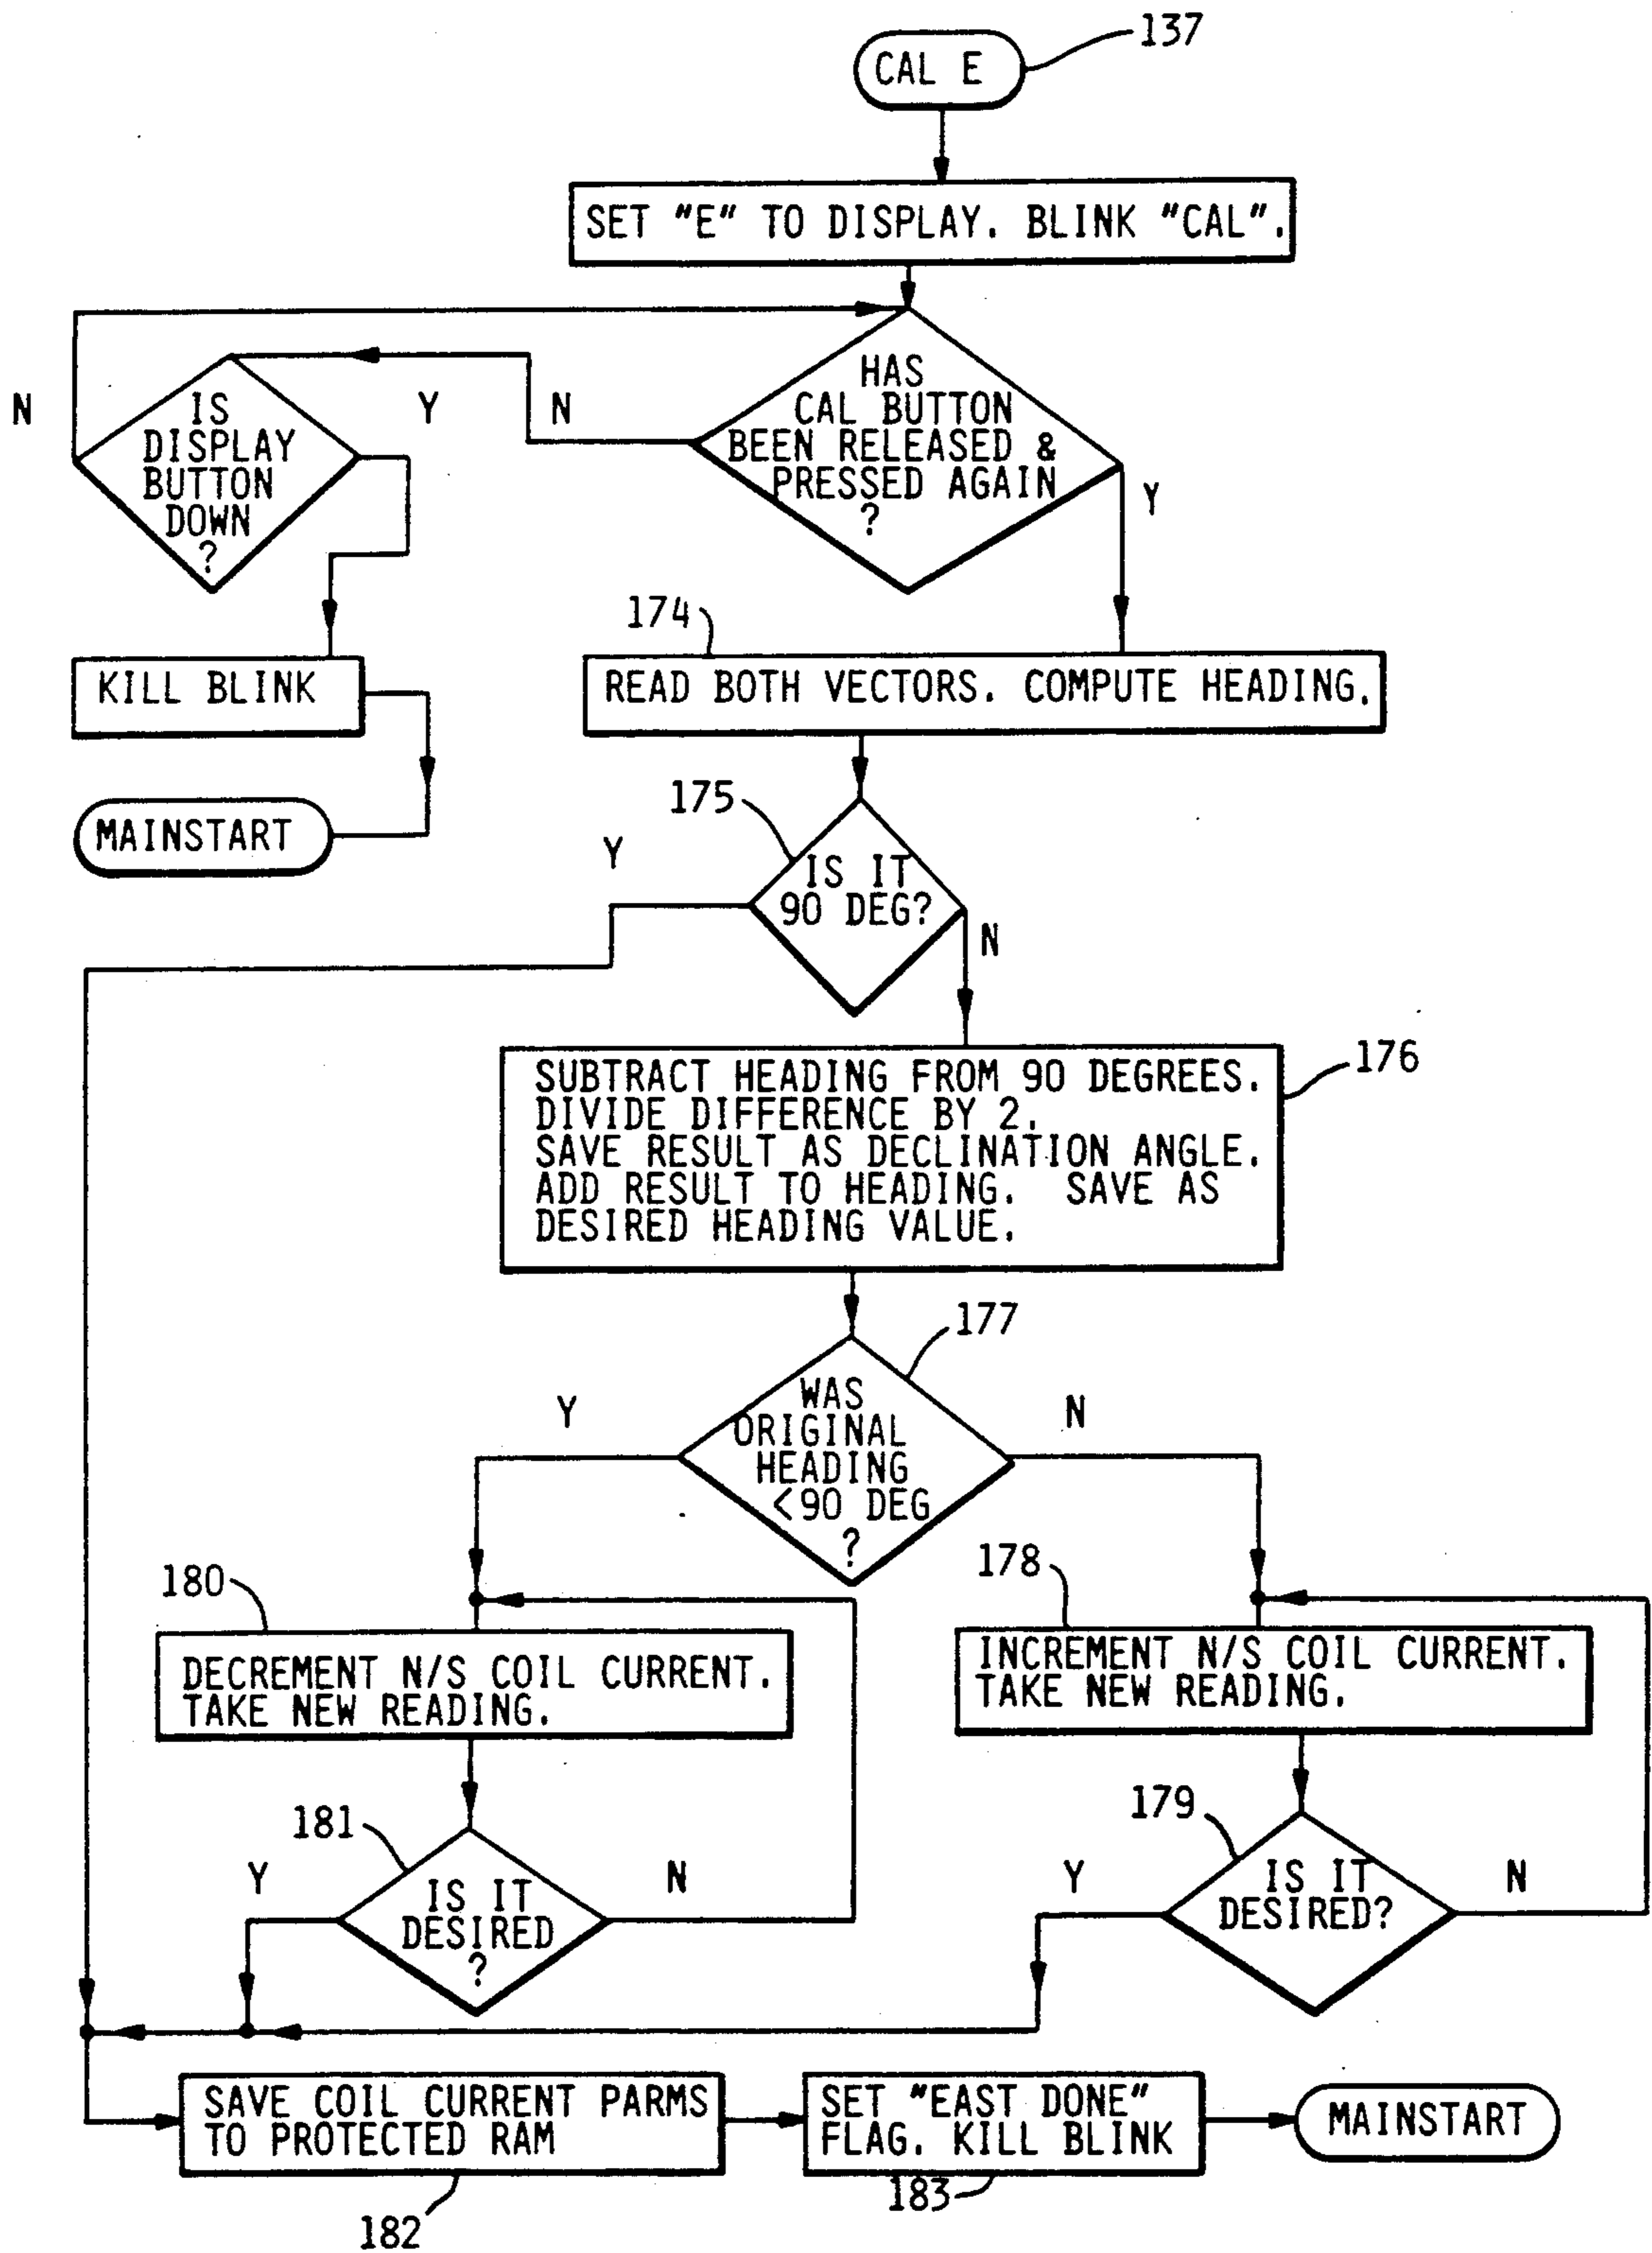 137
CAL E
SET "E" TO DISPLAY. BLINK "CAL".
HAS
CAL BUTTON
BEEN RELEASED &
PRESSED AGAIN
?
N
Y
IS
DISPLAY
BUTTON
DOWN
?
N
Y
KILL BLINK
MAINSTART
174
READ BOTH VECTORS. COMPUTE HEADING.
175
IS IT
90 DEG?
Y
N
176
SUBTRACT HEADING FROM 90 DEGREES.
DIVIDE DIFFERENCE BY 2.
SAVE RESULT AS DECLINATION ANGLE.
ADD RESULT TO HEADING. SAVE AS
DESIRED HEADING VALUE.
177
WAS
ORIGINAL
HEADING
<90 DEG
?
Y
N
180
DECREMENT N/S COIL CURRENT.
TAKE NEW READING.
178
INCREMENT N/S COIL CURRENT.
TAKE NEW READING.
181
IS IT
DESIRED
?
Y
N
179
IS IT
DESIRED?
Y
N
SAVE COIL CURRENT PARMS
TO PROTECTED RAM
182
SET "EAST DONE"
FLAG. KILL BLINK
183
MAINSTART